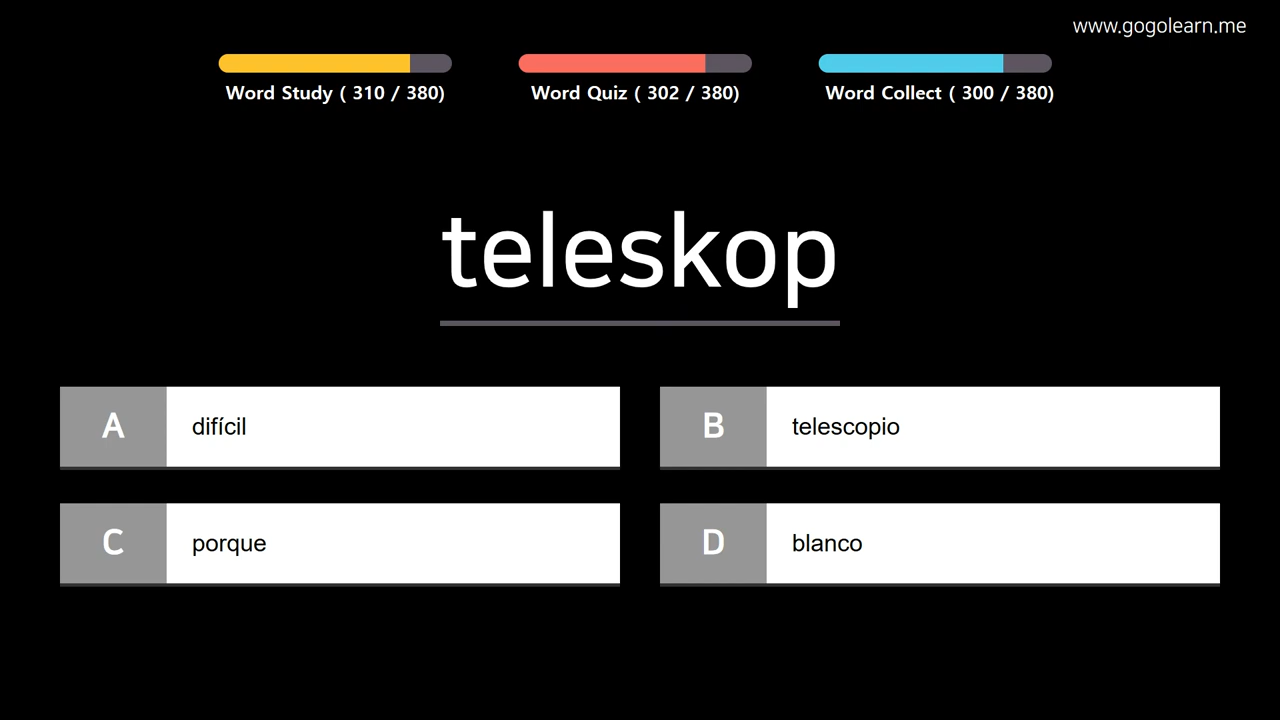 www.gogolearn.me
Word Study ( 310 / 380)
Word Quiz ( 302 / 380)
Word Collect ( 300 / 380)
teleskop
A difícil
B telescopio
C porque
D blanco